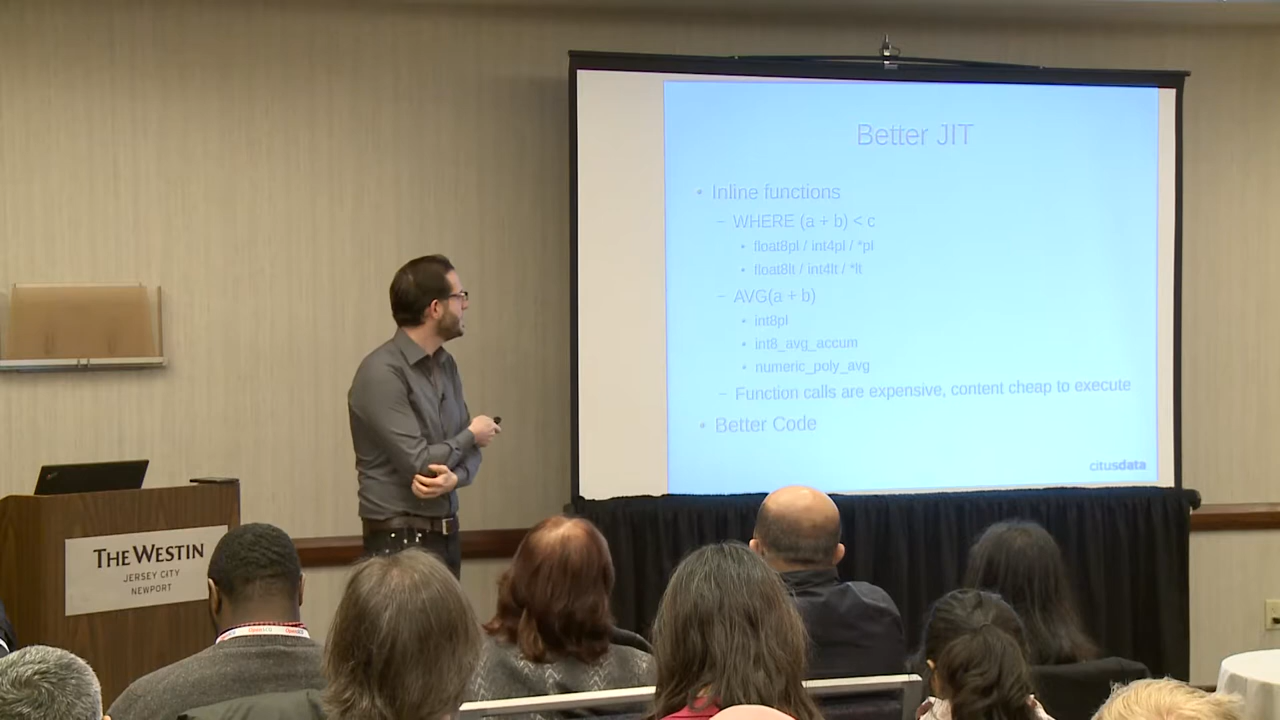 Better JIT
• Inline functions
– WHERE (a + b) < c
• float8pl / int4pl / *pl
• float8lt / int4lt / *lt
– AVG(a + b)
• int8pl
• int8_avg_accum
• numeric_poly_avg
– Function calls are expensive, content cheap to execute
• Better Code
citusdata
THE WESTIN
JERSEY CITY
NEWPORT